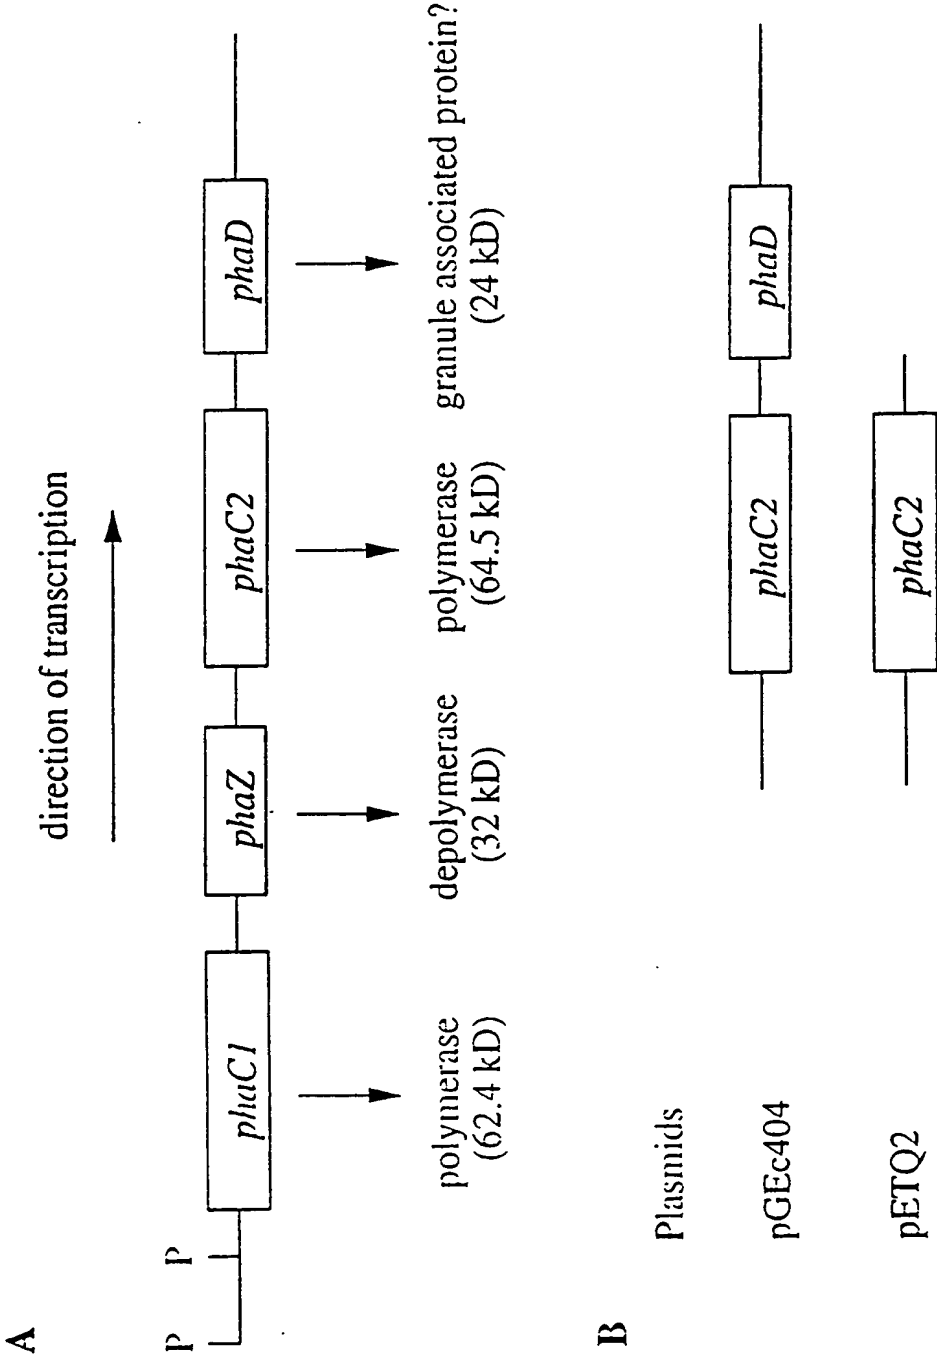 A
direction of transcription
P P
phaC1 phaZ phaC2 phaD
polymerase
(62.4 kD)
depolymerase
(32 kD)
polymerase
(64.5 kD)
granule associated protein?
(24 kD)
B
Plasmids
pGEc404
phaC2 phaD
pETQ2
phaC2